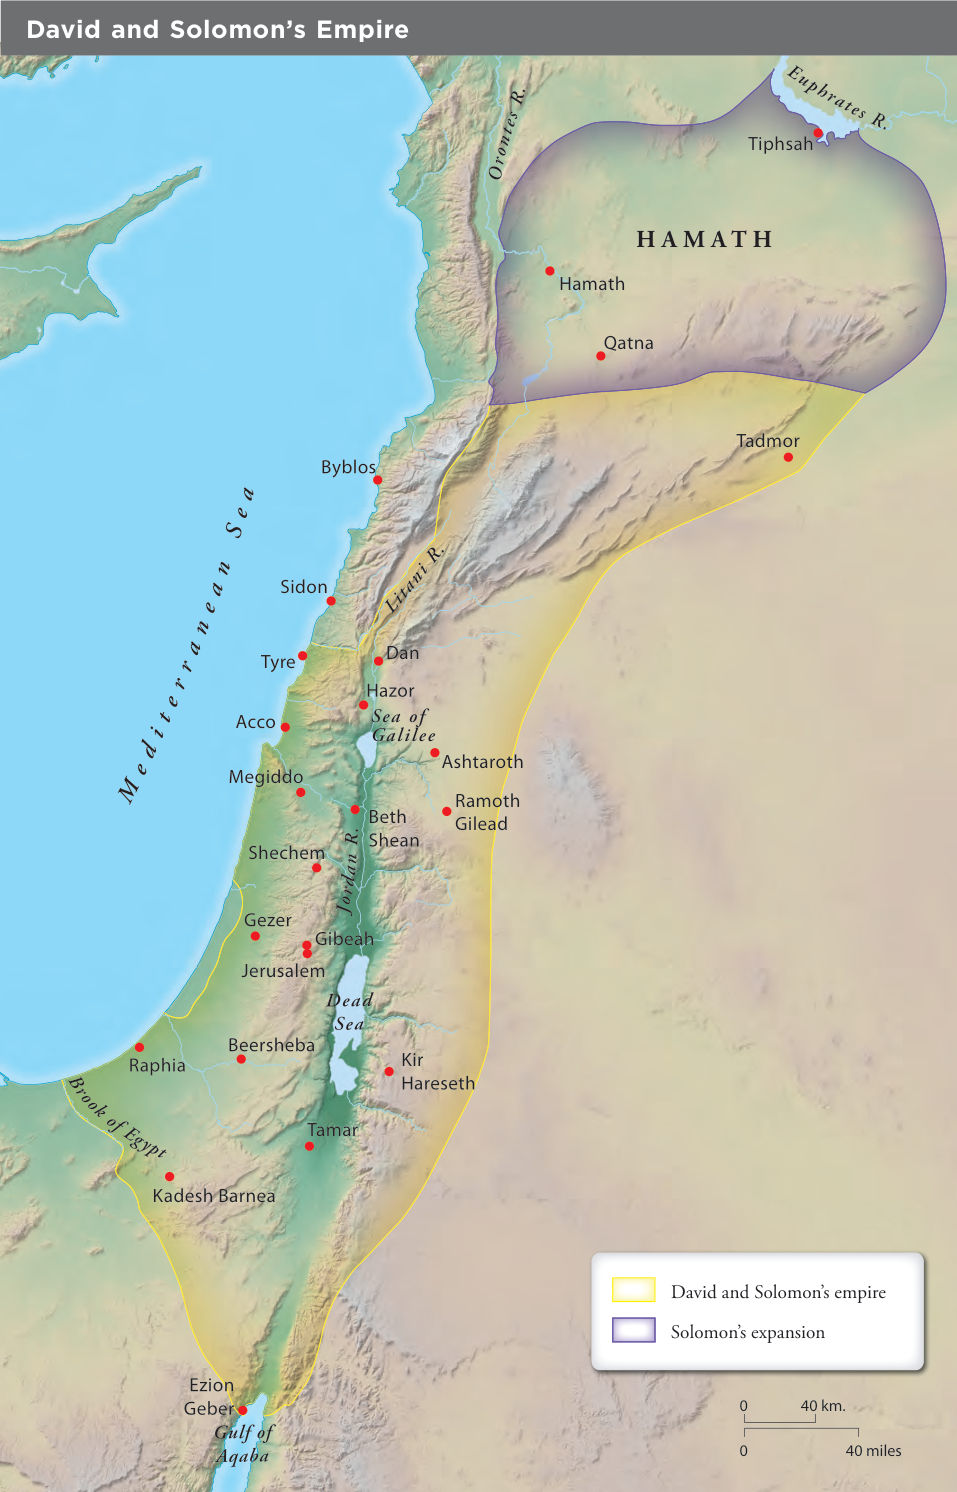 David and Solomon's Empire
Euphrates R.
Orontes R.
Tiphsah
HAMATH
Hamath
Qatna
Tadmor
Byblos
Mediterranean Sea
Litani R.
Sidon
Tyre
Dan
Hazor
Sea of
Galilee
Acco
Ashtaroth
Megiddo
Ramoth
Gilead
Beth
Shean
Jordan R.
Shechem
Gezer
Gibeah
Jerusalem
Dead
Sea
Beersheba
Raphia
Kir
Hareseth
Brook of Egypt
Tamar
Kadesh Barnea
David and Solomon's empire
Solomon's expansion
Ezion
Geber
Gulf of
Aqaba
0 40 km.
0 40 miles